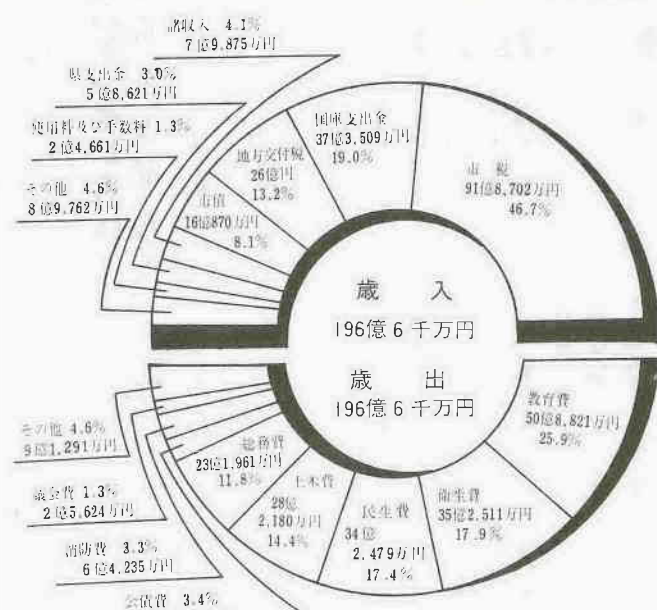 諸収入 4.1%
7億9,875万円
県支出金 3.0%
5億8,621万円
使用料及び手数料 1.3%
2億4,661万円
その他 4.6%
8億9,762万円
市債
16億870万円
8.1%
地方交付税
26億円
13.2%
国庫支出金
37億3,509万円
19.0%
市税
91億8,702万円
46.7%
歳入
196億6千万円
歳出
196億6千万円
教育費
50億8,821万円
25.9%
衛生費
35億2,511万円
17.9%
民生費
34億
2,479万円
17.4%
土木費
28億
2,180万円
14.4%
総務費
23億1,961万円
11.8%
その他 4.6%
9億1,291万円
議会費 1.3%
2億5,624万円
消防費 3.3%
6億4,235万円
公債費 3.4%